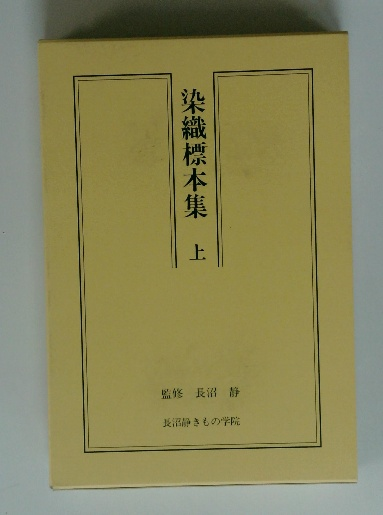 染織標本集 上
監修 長沼 静
長沼静きもの学院